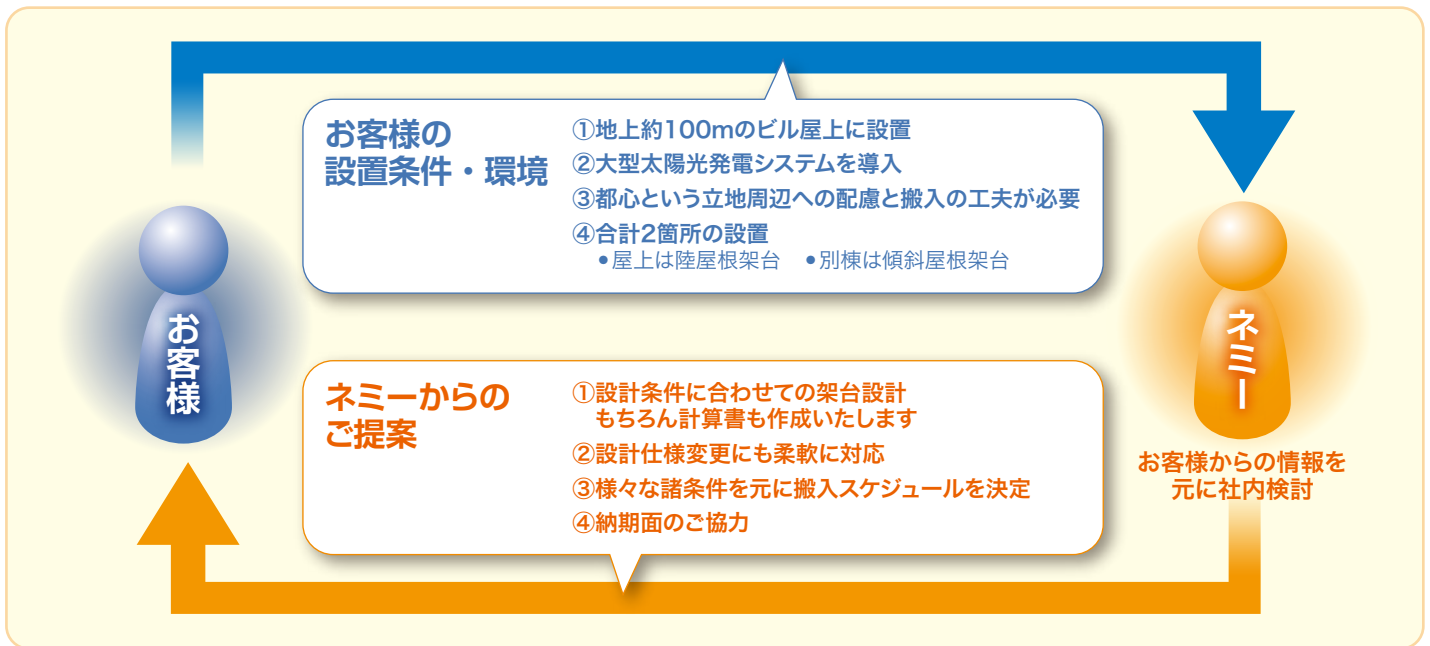 お客様の
設置条件・環境
①地上約100mのビル屋上に設置
②大型太陽光発電システムを導入
③都心という立地周辺への配慮と搬入の工夫が必要
④合計2箇所の設置
●屋上は陸屋根架台 ●別棟は傾斜屋根架台
お客様
ネミー
お客様からの情報を
元に社内検討
ネミーからの
ご提案
①設計条件に合わせての架台設計
もちろん計算書も作成いたします
②設計仕様変更にも柔軟に対応
③様々な諸条件を元に搬入スケジュールを決定
④納期面のご協力